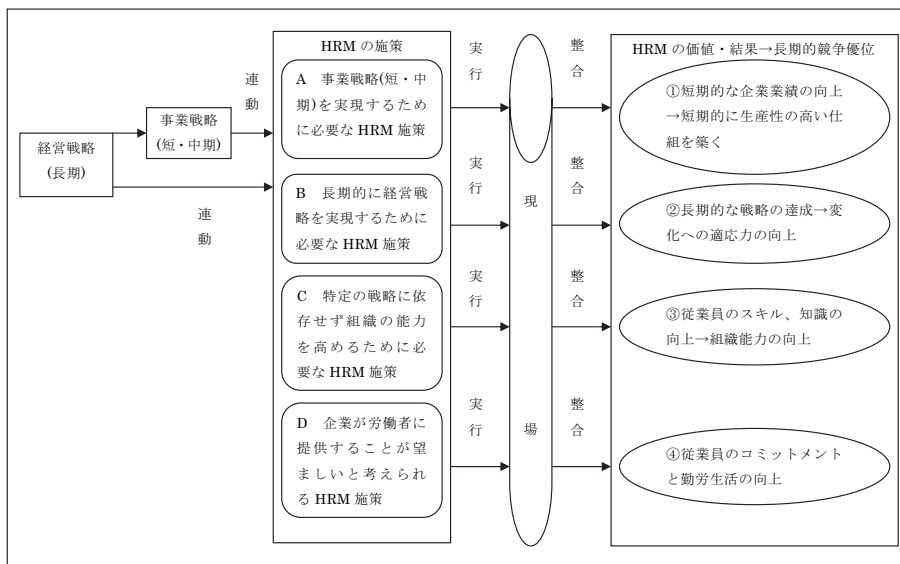 経営戦略
(長期)
連
動
事業戦略
(短・中期)
連
動
HRM の施策
A 事業戦略(短・中
期)を実現するため
に必要な HRM 施策
B 長期的に経営戦
略を実現するために
必要な HRM 施策
C 特定の戦略に依
存せず組織の能力
を高めるために必
要な HRM 施策
D 企業が労働者に
提供することが望
ましいと考えられ
る HRM 施策
実
行
実
行
実
行
実
行
現
場
整
合
整
合
整
合
整
合
HRM の価値・結果→長期的競争優位
①短期的な企業業績の向上
→短期的に生産性の高い仕
組を築く
②長期的な戦略の達成→変
化への適応力の向上
③従業員のスキル、知識の
向上→組織能力の向上
④従業員のコミットメント
と勤労生活の向上